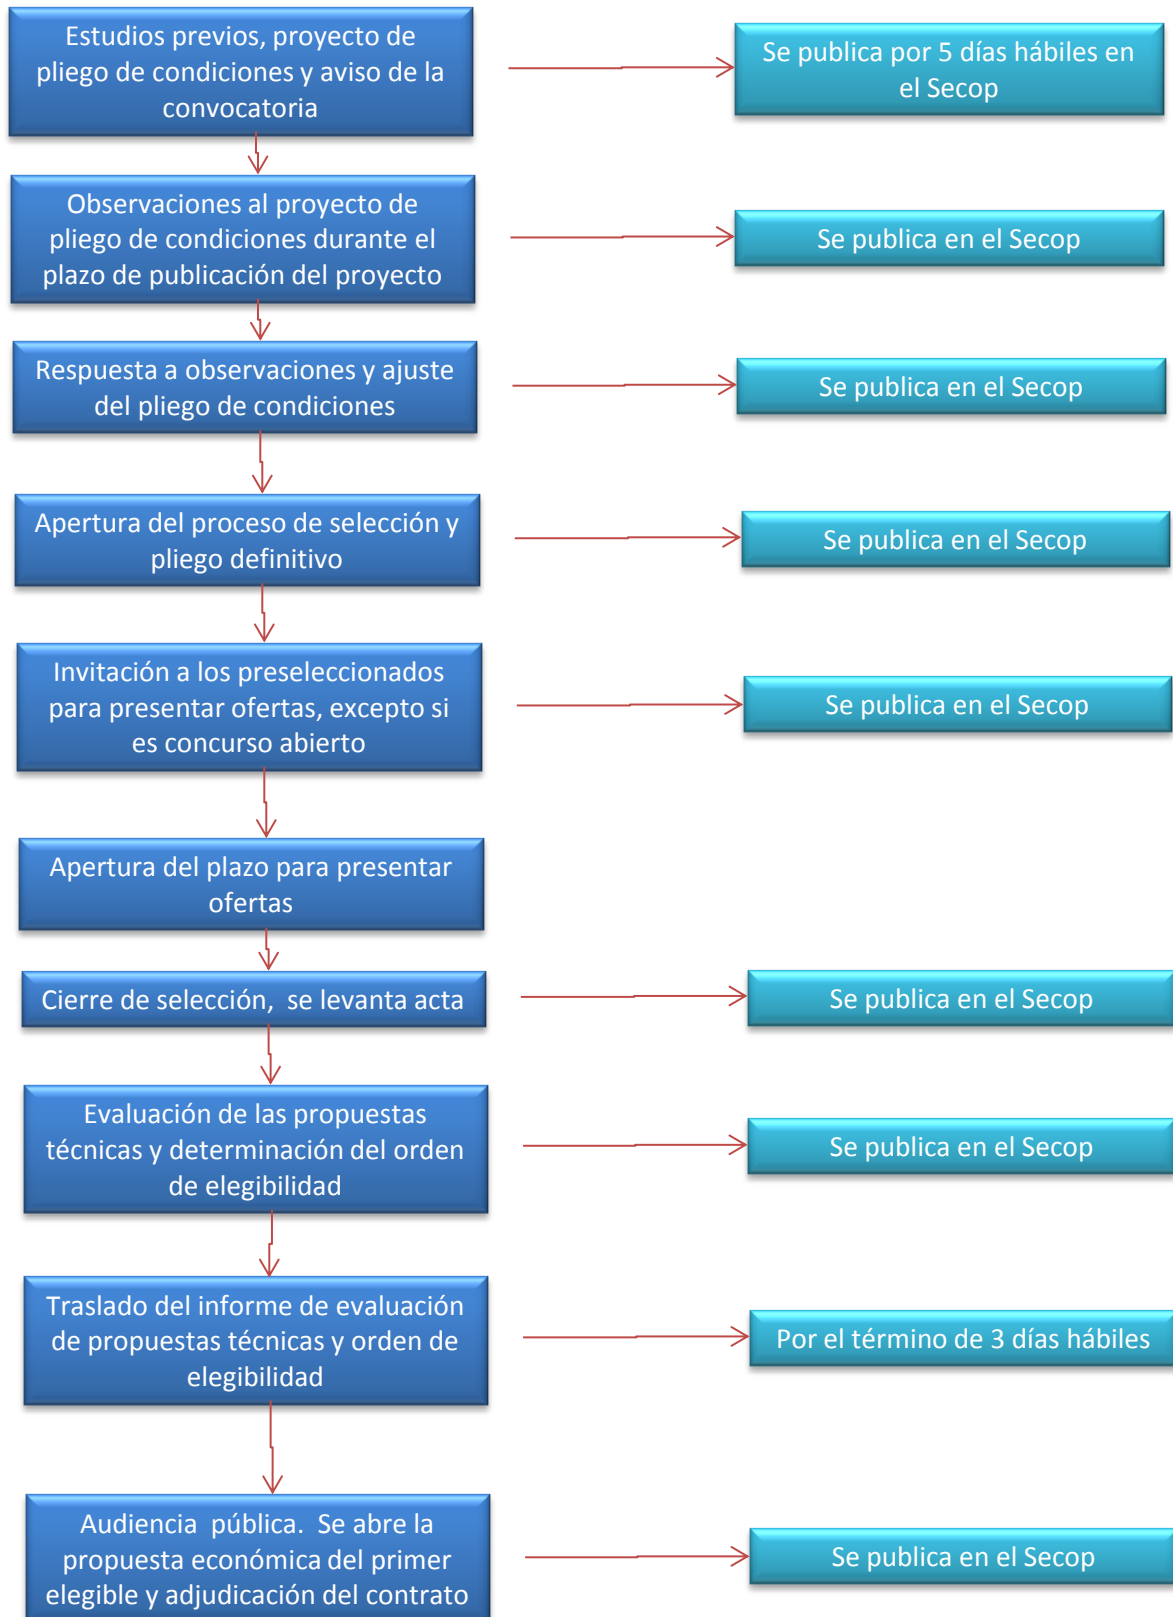 Estudios previos, proyecto de
pliego de condiciones y aviso de la
convocatoria
Se publica por 5 días hábiles en
el Secop
Observaciones al proyecto de
pliego de condiciones durante el
plazo de publicación del proyecto
Se publica en el Secop
Respuesta a observaciones y ajuste
del pliego de condiciones
Se publica en el Secop
Apertura del proceso de selección y
pliego definitivo
Se publica en el Secop
Invitación a los preseleccionados
para presentar ofertas, excepto si
es concurso abierto
Se publica en el Secop
Apertura del plazo para presentar
ofertas
Cierre de selección,  se levanta acta
Se publica en el Secop
Evaluación de las propuestas
técnicas y determinación del orden
de elegibilidad
Se publica en el Secop
Traslado del informe de evaluación
de propuestas técnicas y orden de
elegibilidad
Por el término de 3 días hábiles
Audiencia  pública.  Se abre la
propuesta económica del primer
elegible y adjudicación del contrato
Se publica en el Secop